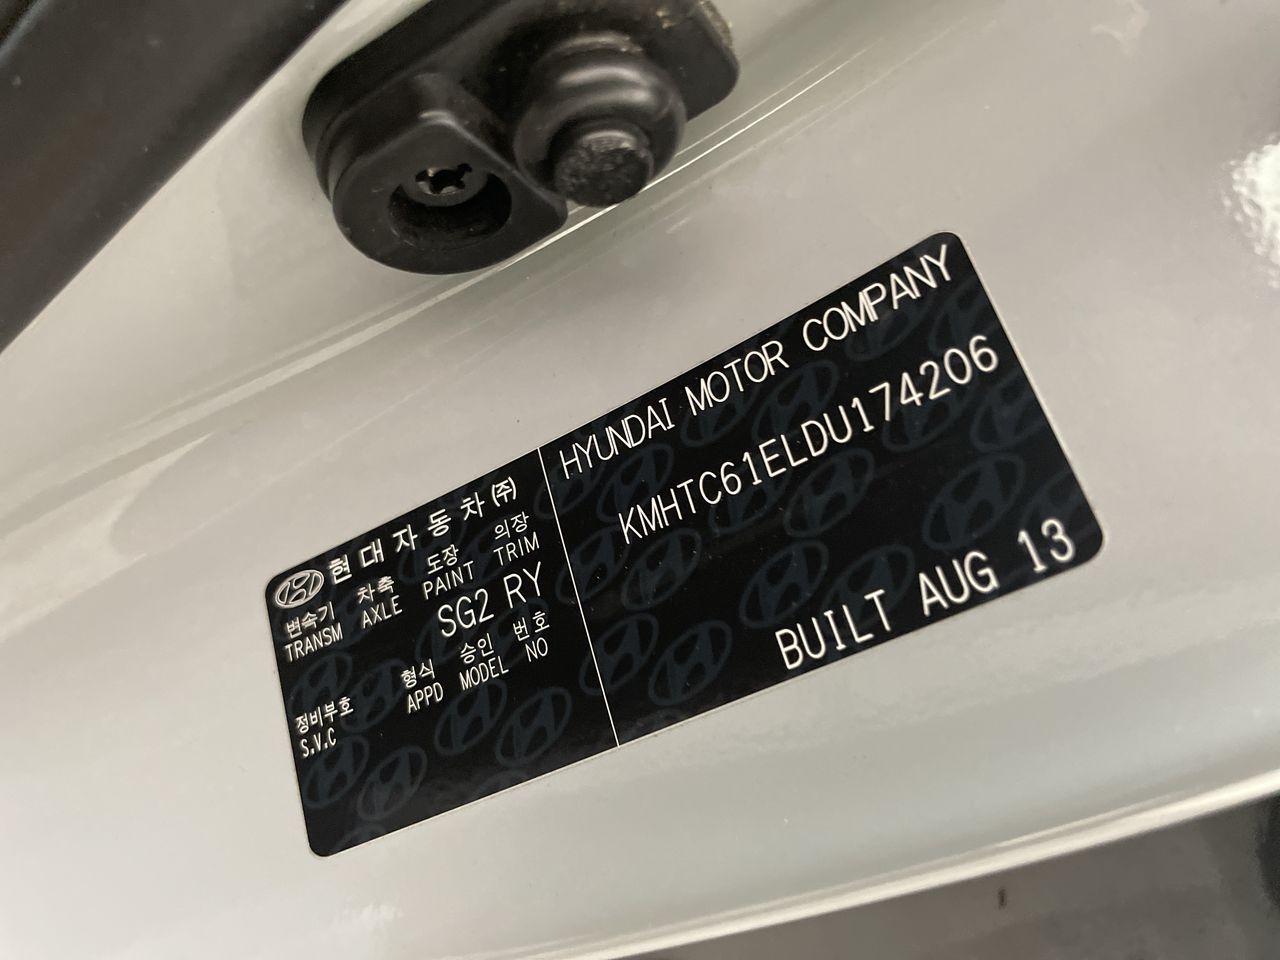 현대자동차㈜
변속기 차축 도장 의장
TRANSM AXLE PAINT TRIM
SG2 RY
형식 승인 번호
정비부호 APPD MODEL NO
S.V.C
HYUNDAI MOTOR COMPANY
KMHTC61ELDU174206
BUILT AUG 13